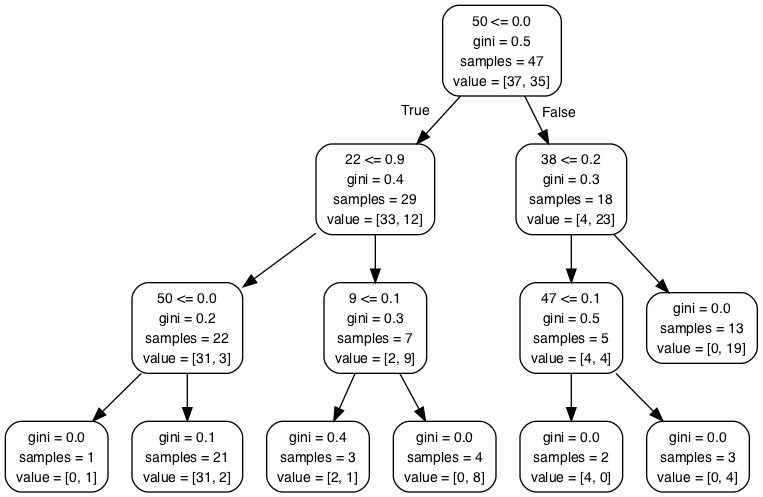 50 <= 0.0
gini = 0.5
samples = 47
value = [37, 35]
True
False
22 <= 0.9
gini = 0.4
samples = 29
value = [33, 12]
38 <= 0.2
gini = 0.3
samples = 18
value = [4, 23]
50 <= 0.0
gini = 0.2
samples = 22
value = [31, 3]
9 <= 0.1
gini = 0.3
samples = 7
value = [2, 9]
47 <= 0.1
gini = 0.5
samples = 5
value = [4, 4]
gini = 0.0
samples = 13
value = [0, 19]
gini = 0.0
samples = 1
value = [0, 1]
gini = 0.1
samples = 21
value = [31, 2]
gini = 0.4
samples = 3
value = [2, 1]
gini = 0.0
samples = 4
value = [0, 8]
gini = 0.0
samples = 2
value = [4, 0]
gini = 0.0
samples = 3
value = [0, 4]